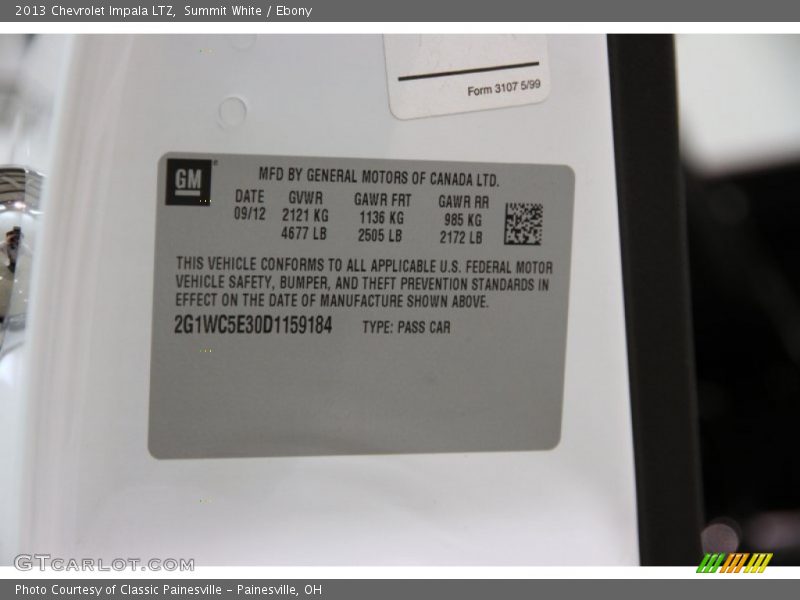 2013 Chevrolet Impala LTZ, Summit White / Ebony
Form 3107 5/99
GM
MFD BY GENERAL MOTORS OF CANADA LTD.
DATE GVWR GAWR FRT GAWR RR
09/12 2121 KG 1136 KG 985 KG
4677 LB 2505 LB 2172 LB
THIS VEHICLE CONFORMS TO ALL APPLICABLE U.S. FEDERAL MOTOR
VEHICLE SAFETY, BUMPER, AND THEFT PREVENTION STANDARDS IN
EFFECT ON THE DATE OF MANUFACTURE SHOWN ABOVE.
2G1WC5E30D1159184 TYPE: PASS CAR
GTCARLOT.COM
Photo Courtesy of Classic Painesville - Painesville, OH